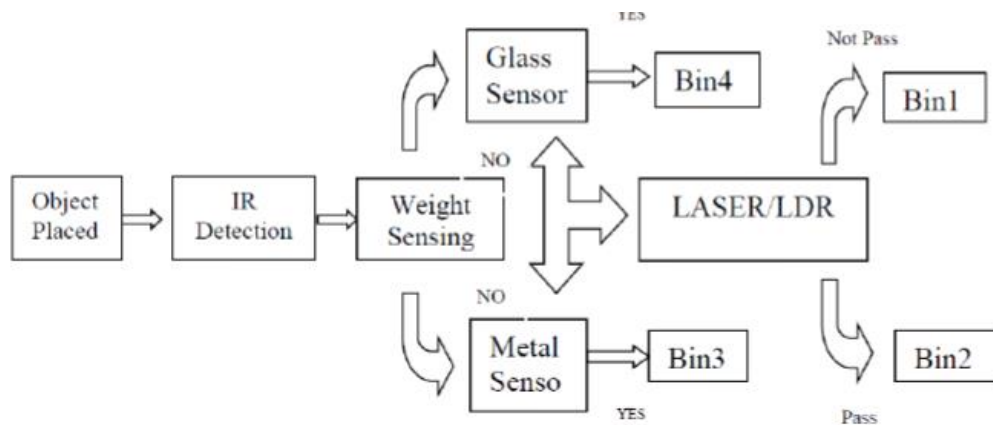 YES
Glass
Sensor
Bin4
Not Pass
Bin1
NO
Object
Placed
IR
Detection
Weight
Sensing
LASER/LDR
NO
Metal
Senso
Bin3
Bin2
YES
Pass